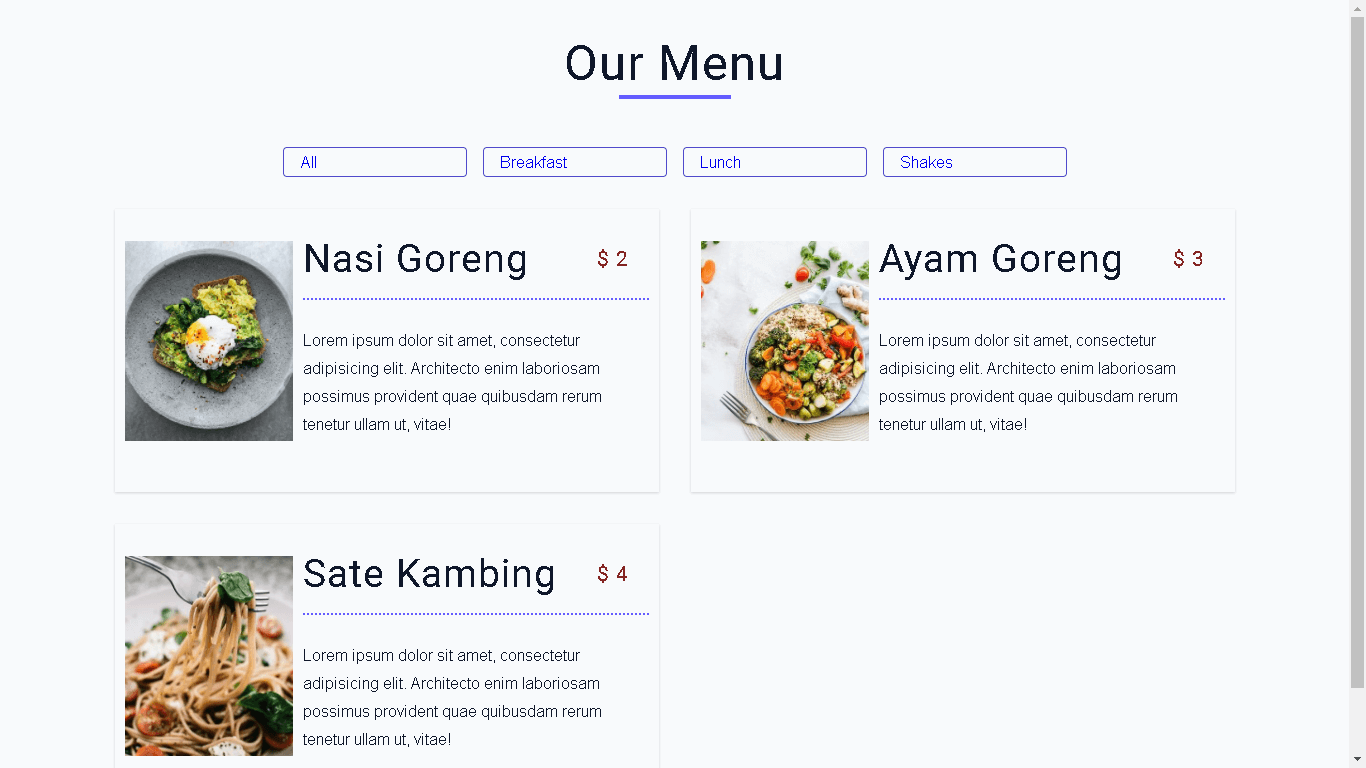 Our Menu
All
Breakfast
Lunch
Shakes
Nasi Goreng
$ 2
Lorem ipsum dolor sit amet, consectetur
adipisicing elit. Architecto enim laboriosam
possimus provident quae quibusdam rerum
tenetur ullam ut, vitae!
Ayam Goreng
$ 3
Lorem ipsum dolor sit amet, consectetur
adipisicing elit. Architecto enim laboriosam
possimus provident quae quibusdam rerum
tenetur ullam ut, vitae!
Sate Kambing
$ 4
Lorem ipsum dolor sit amet, consectetur
adipisicing elit. Architecto enim laboriosam
possimus provident quae quibusdam rerum
tenetur ullam ut, vitae!